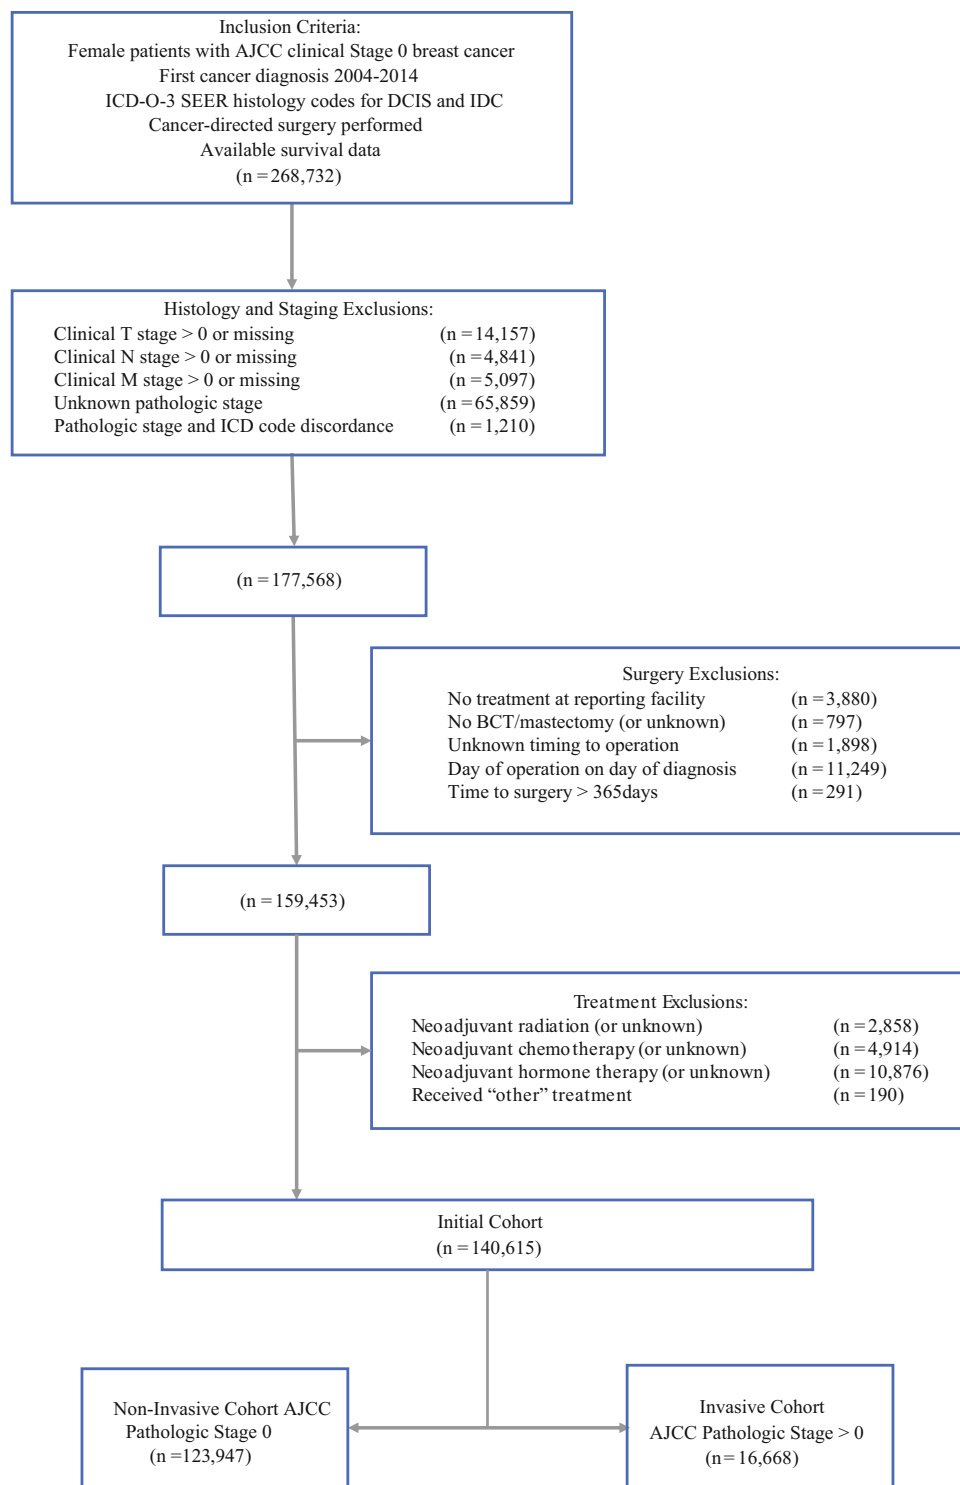 Inclusion Criteria:
Female patients with AJCC clinical Stage 0 breast cancer
First cancer diagnosis 2004-2014
ICD-O-3 SEER histology codes for DCIS and IDC
Cancer-directed surgery performed
Available survival data
(n = 268,732)
Histology and Staging Exclusions:
Clinical T stage > 0 or missing (n = 14,157)
Clinical N stage > 0 or missing (n = 4,841)
Clinical M stage > 0 or missing (n = 5,097)
Unknown pathologic stage (n = 65,859)
Pathologic stage and ICD code discordance (n = 1,210)
(n = 177,568)
Surgery Exclusions:
No treatment at reporting facility (n = 3,880)
No BCT/mastectomy (or unknown) (n = 797)
Unknown timing to operation (n = 1,898)
Day of operation on day of diagnosis (n = 11,249)
Time to surgery > 365days (n = 291)
(n = 159,453)
Treatment Exclusions:
Neoadjuvant radiation (or unknown) (n = 2,858)
Neoadjuvant chemotherapy (or unknown) (n = 4,914)
Neoadjuvant hormone therapy (or unknown) (n = 10,876)
Received “other” treatment (n = 190)
Initial Cohort
(n = 140,615)
Non-Invasive Cohort AJCC
Pathologic Stage 0
(n =123,947)
Invasive Cohort
AJCC Pathologic Stage > 0
(n= 16,668)